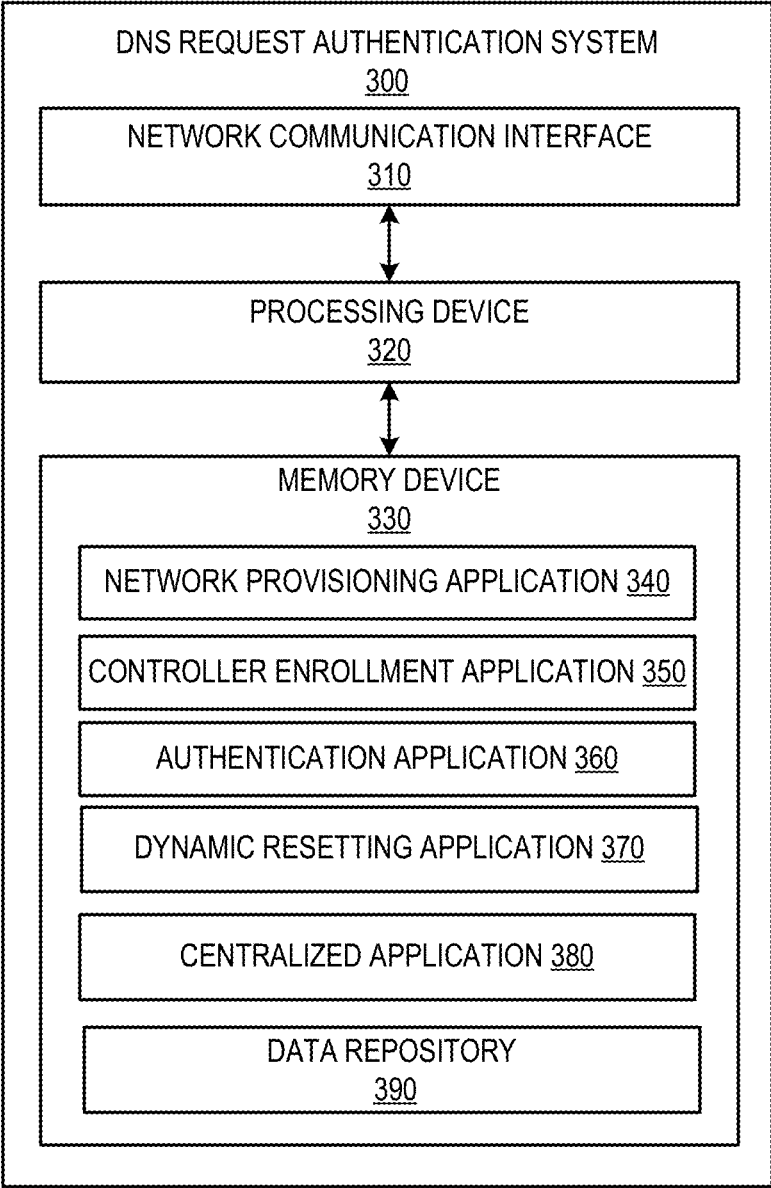 DNS REQUEST AUTHENTICATION SYSTEM
300
NETWORK COMMUNICATION INTERFACE
310
PROCESSING DEVICE
320
MEMORY DEVICE
330
NETWORK PROVISIONING APPLICATION 340
CONTROLLER ENROLLMENT APPLICATION 350
AUTHENTICATION APPLICATION 360
DYNAMIC RESETTING APPLICATION 370
CENTRALIZED APPLICATION 380
DATA REPOSITORY
390